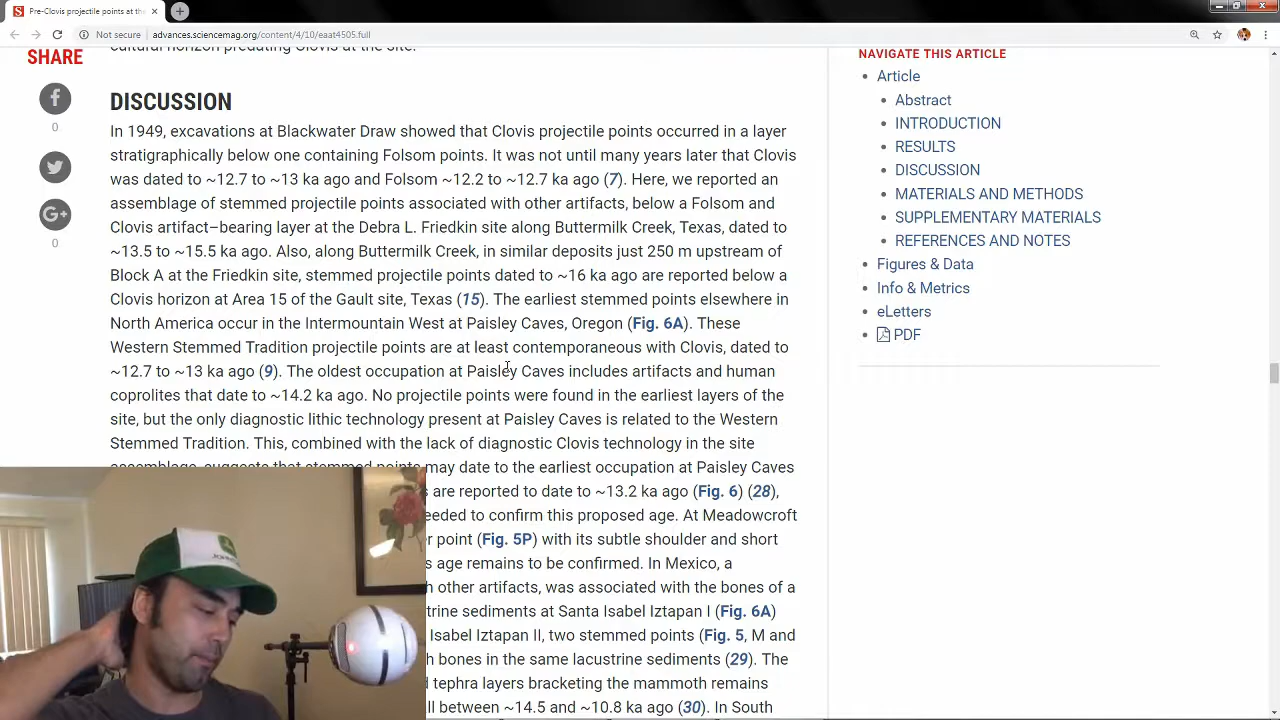 Pre-Clovis projectile points at the
Not secure
advances.sciencemag.org/content/4/10/eaat4505.full
cultural horizon predating Clovis at the site.
SHARE
0
0
0
DISCUSSION
In 1949, excavations at Blackwater Draw showed that Clovis projectile points occurred in a layer
stratigraphically below one containing Folsom points. It was not until many years later that Clovis
was dated to ~12.7 to ~13 ka ago and Folsom ~12.2 to ~12.7 ka ago (7). Here, we reported an
assemblage of stemmed projectile points associated with other artifacts, below a Folsom and
Clovis artifact–bearing layer at the Debra L. Friedkin site along Buttermilk Creek, Texas, dated to
~13.5 to ~15.5 ka ago. Also, along Buttermilk Creek, in similar deposits just 250 m upstream of
Block A at the Friedkin site, stemmed projectile points dated to ~16 ka ago are reported below a
Clovis horizon at Area 15 of the Gault site, Texas (15). The earliest stemmed points elsewhere in
North America occur in the Intermountain West at Paisley Caves, Oregon (Fig. 6A). These
Western Stemmed Tradition projectile points are at least contemporaneous with Clovis, dated to
~12.7 to ~13 ka ago (9). The oldest occupation at Paisley Caves includes artifacts and human
coprolites that date to ~14.2 ka ago. No projectile points were found in the earliest layers of the
site, but the only diagnostic lithic technology present at Paisley Caves is related to the Western
Stemmed Tradition. This, combined with the lack of diagnostic Clovis technology in the site
assemblage, suggests that stemmed points may date to the earliest occupation at Paisley Caves
are reported to date to ~13.2 ka ago (Fig. 6) (28),
eeded to confirm this proposed age. At Meadowcroft
point (Fig. 5P) with its subtle shoulder and short
age remains to be confirmed. In Mexico, a
other artifacts, was associated with the bones of a
trine sediments at Santa Isabel Iztapan I (Fig. 6A)
Isabel Iztapan II, two stemmed points (Fig. 5, M and
bones in the same lacustrine sediments (29). The
tephra layers bracketing the mammoth remains
between ~14.5 and ~10.8 ka ago (30). In South
NAVIGATE THIS ARTICLE
Article
Abstract
INTRODUCTION
RESULTS
DISCUSSION
MATERIALS AND METHODS
SUPPLEMENTARY MATERIALS
REFERENCES AND NOTES
Figures & Data
Info & Metrics
eLetters
PDF